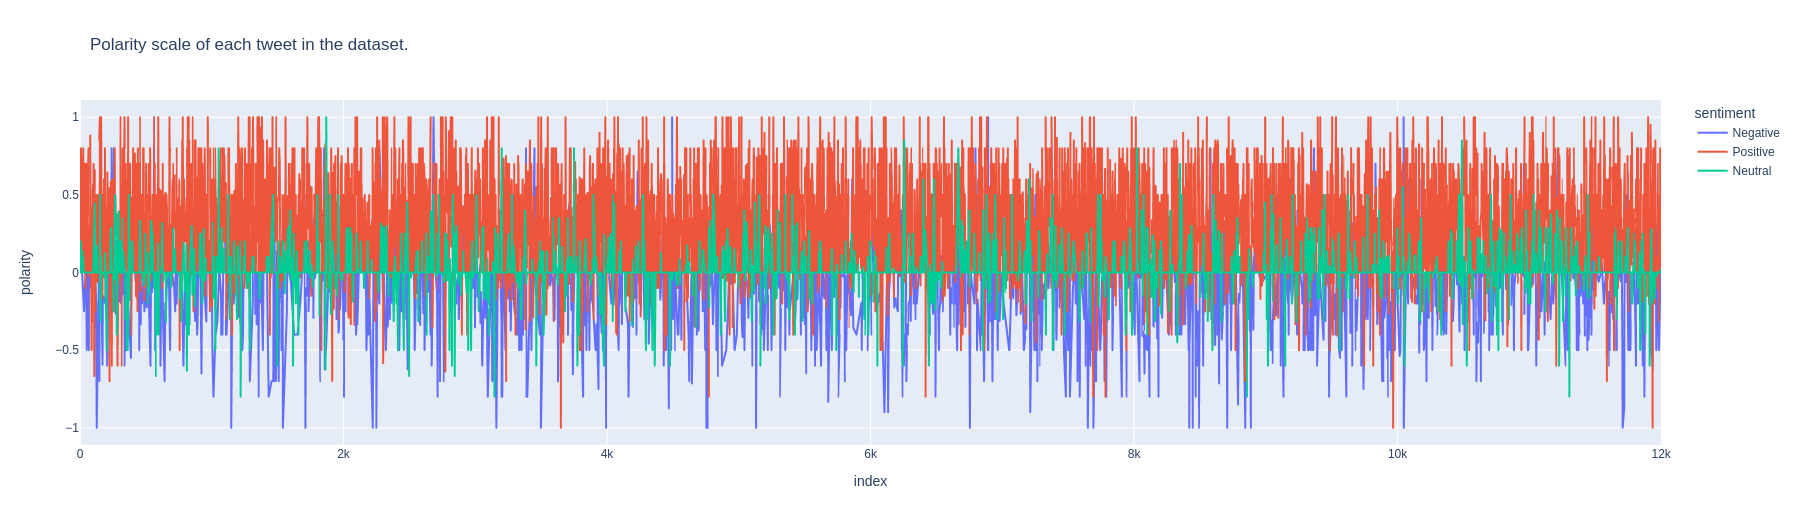 Polarity scale of each tweet in the dataset.
sentiment
Negative
Positive
Neutral
polarity
1
0.5
0
−0.5
−1
0 2k 4k 6k 8k 10k 12k
index